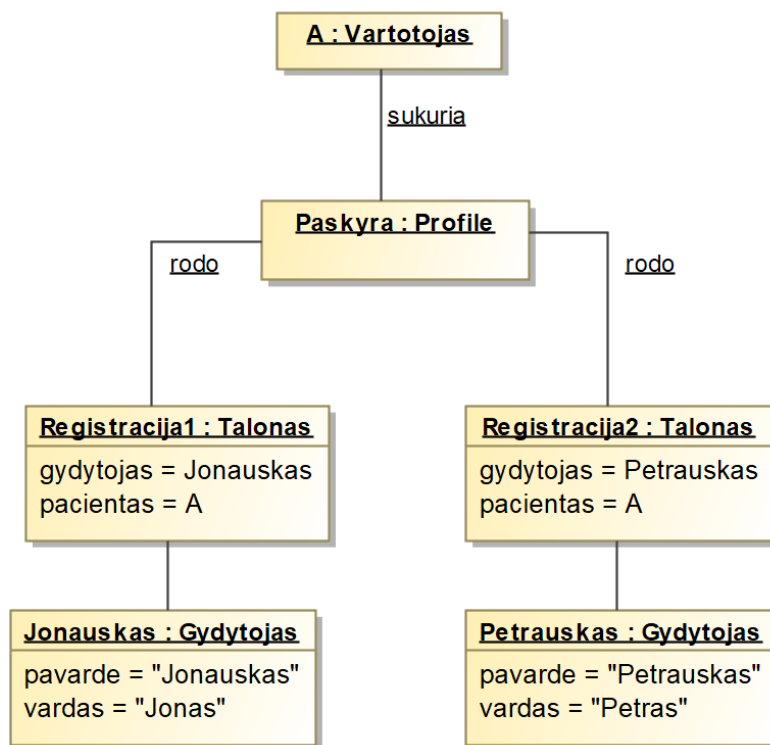 A : Vartotojas
sukuria
Paskyra : Profile
rodo
rodo
Registracija1 : Talonas
gydytojas = Jonauskas
pacientas = A
Registracija2 : Talonas
gydytojas = Petrauskas
pacientas = A
Jonauskas : Gydytojas
pavarde = "Jonauskas"
vardas = "Jonas"
Petrauskas : Gydytojas
pavarde = "Petrauskas"
vardas = "Petras"